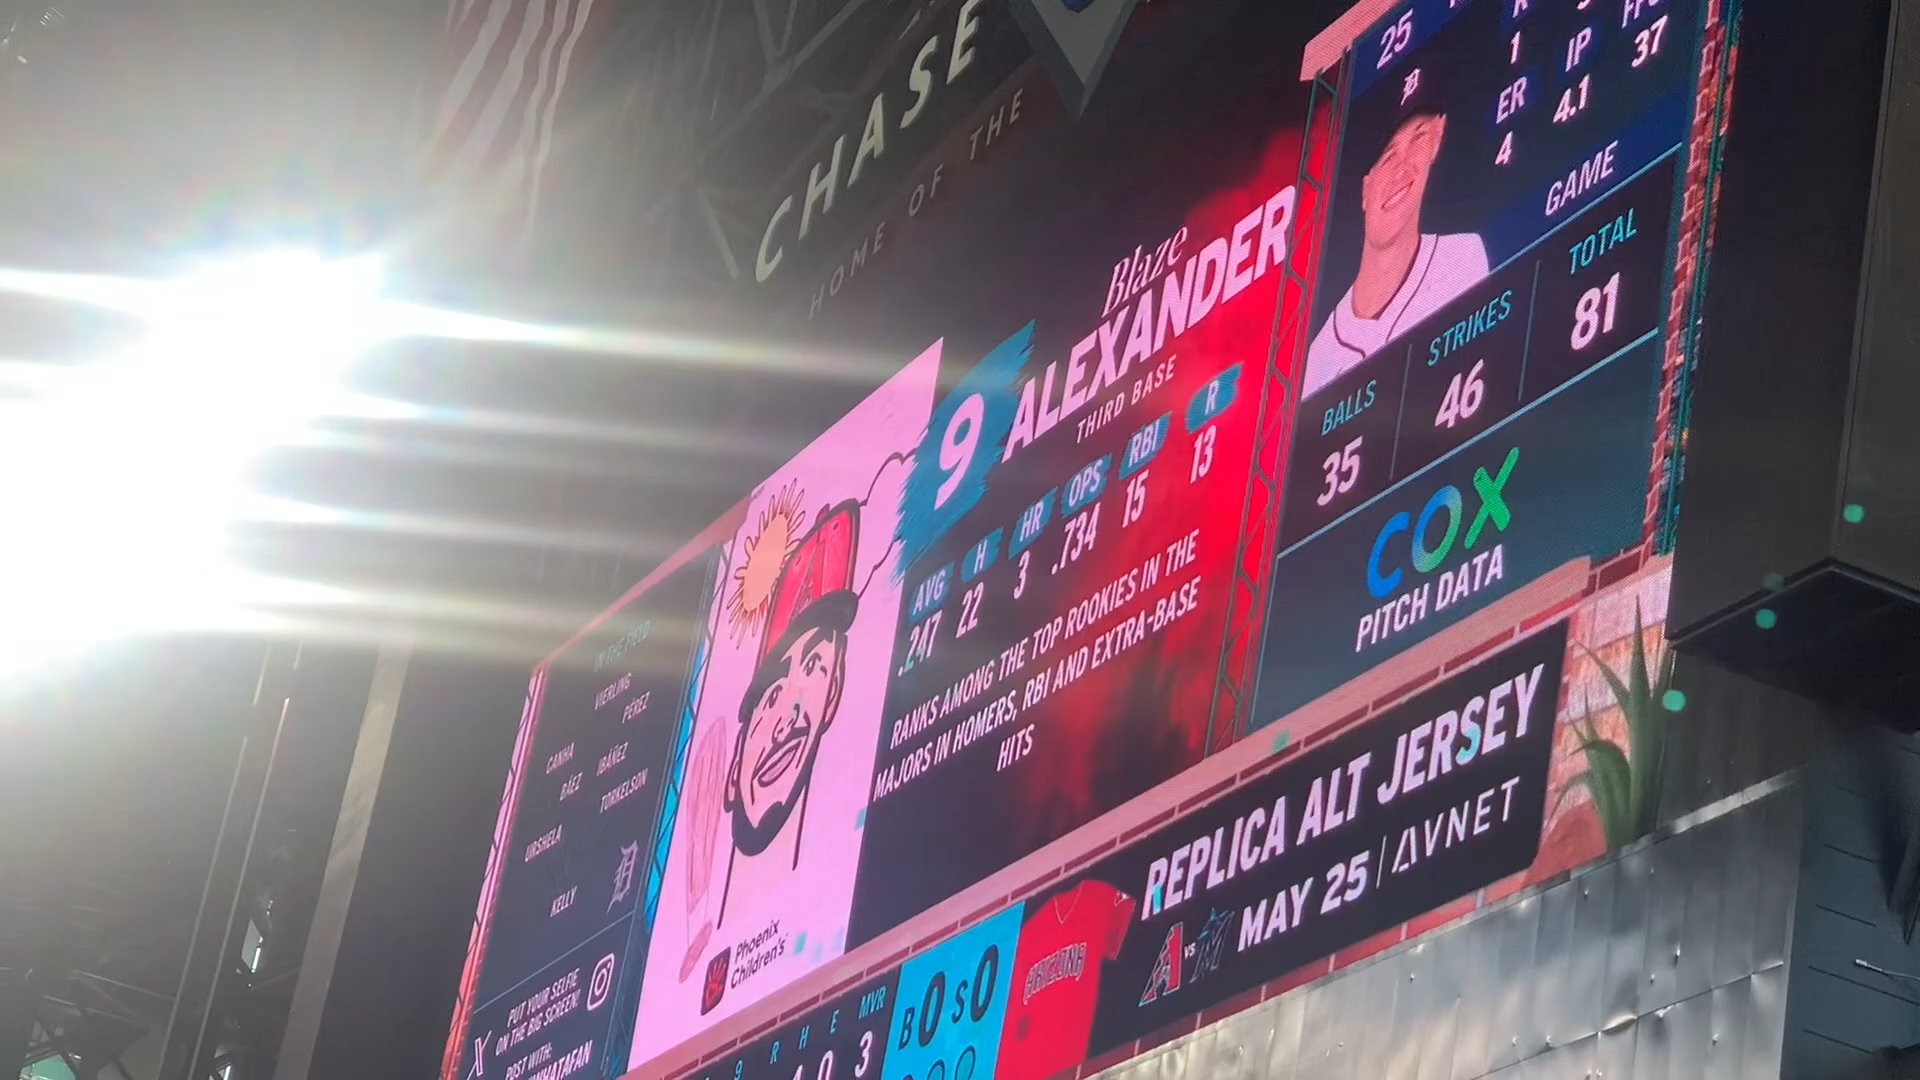 CHASE
HOME OF THE
Blaze
ALEXANDER
9
THIRD BASE
AVG H HR OPS RBI R
.247 22 3 .734 15 13
RANKS AMONG THE TOP ROOKIES IN THE
MAJORS IN HOMERS, RBI AND EXTRA-BASE
HITS
25
K
1
ER
4
IP
4.1
37
GAME
BALLS STRIKES TOTAL
35 46 81
COX
PITCH DATA
IN THE FIELD
VIERLING
PÉREZ
CANHA
BÁEZ
IBÁÑEZ
TORKELSON
URSHELA
KELLY
D
PUT YOUR SELFIE
ON THE BIG SCREEN!
POST WITH:
Phoenix
Children's
9 R H E MVR
0 3
B 0 S 0
ARIZONA
REPLICA ALT JERSEY
A VS M MAY 25 | AVNET